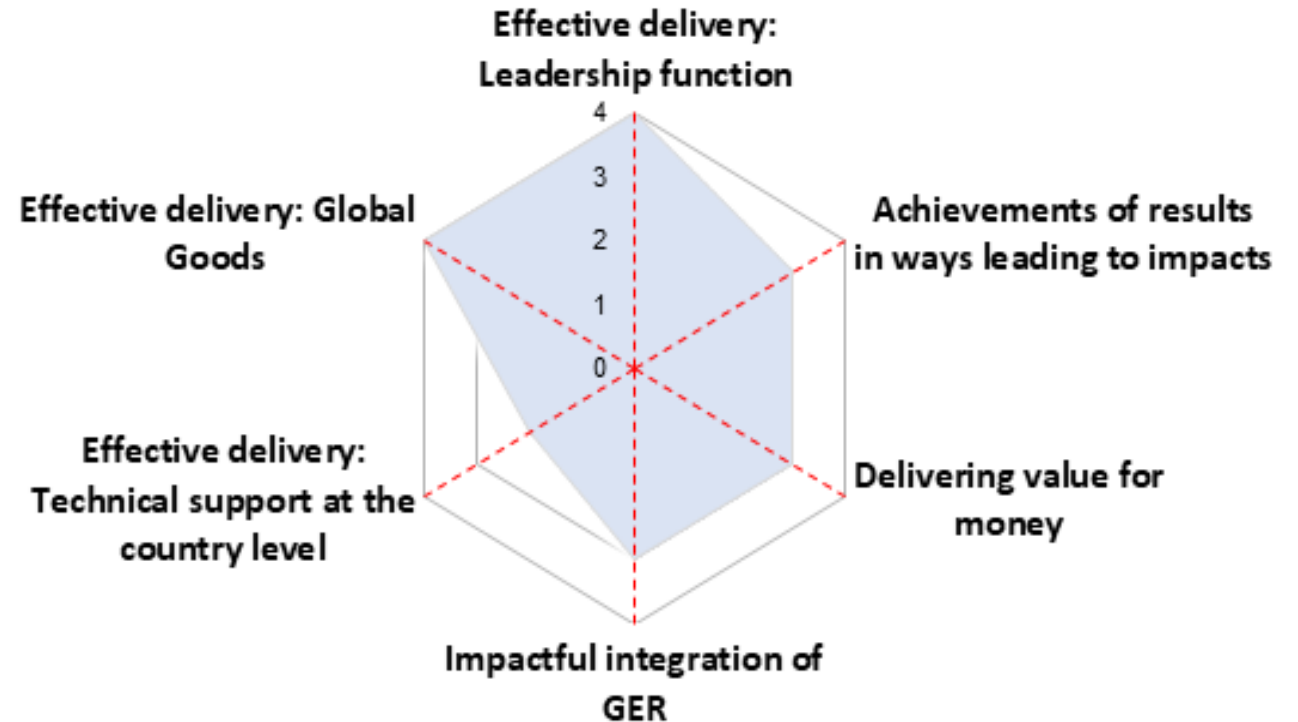 Effective delivery:
Leadership function
4
3
2
1
0
Achievements of results
in ways leading to impacts
Delivering value for
money
Impactful integration of
GER
Effective delivery:
Technical support at the
country level
Effective delivery: Global
Goods